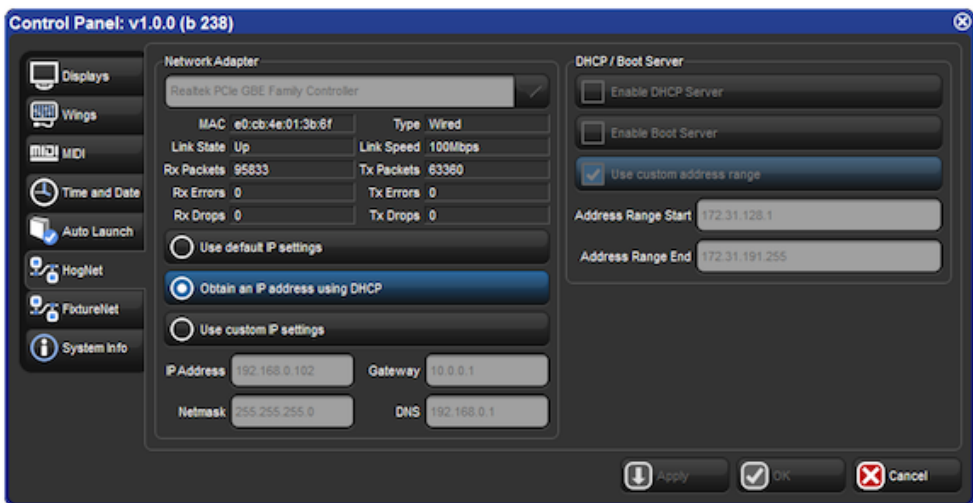 Control Panel: v1.0.0 (b 238)
Displays
Wings
MIDI MIDI
Time and Date
Auto Launch
HogNet
FixtureNet
System Info
Network Adapter
Realtek PCIe GBE Family Controller
MAC e0:cb:4e:01:3b:6f Type Wired
Link State Up Link Speed 100Mbps
Rx Packets 95833 Tx Packets 63360
Rx Errors 0 Tx Errors 0
Rx Drops 0 Tx Drops 0
Use default IP settings
Obtain an IP address using DHCP
Use custom IP settings
IP Address 192.168.0.102 Gateway 10.0.0.1
Netmask 255.255.255.0 DNS 192.168.0.1
DHCP / Boot Server
Enable DHCP Server
Enable Boot Server
Use custom address range
Address Range Start 172.31.128.1
Address Range End 172.31.191.255
Apply OK Cancel